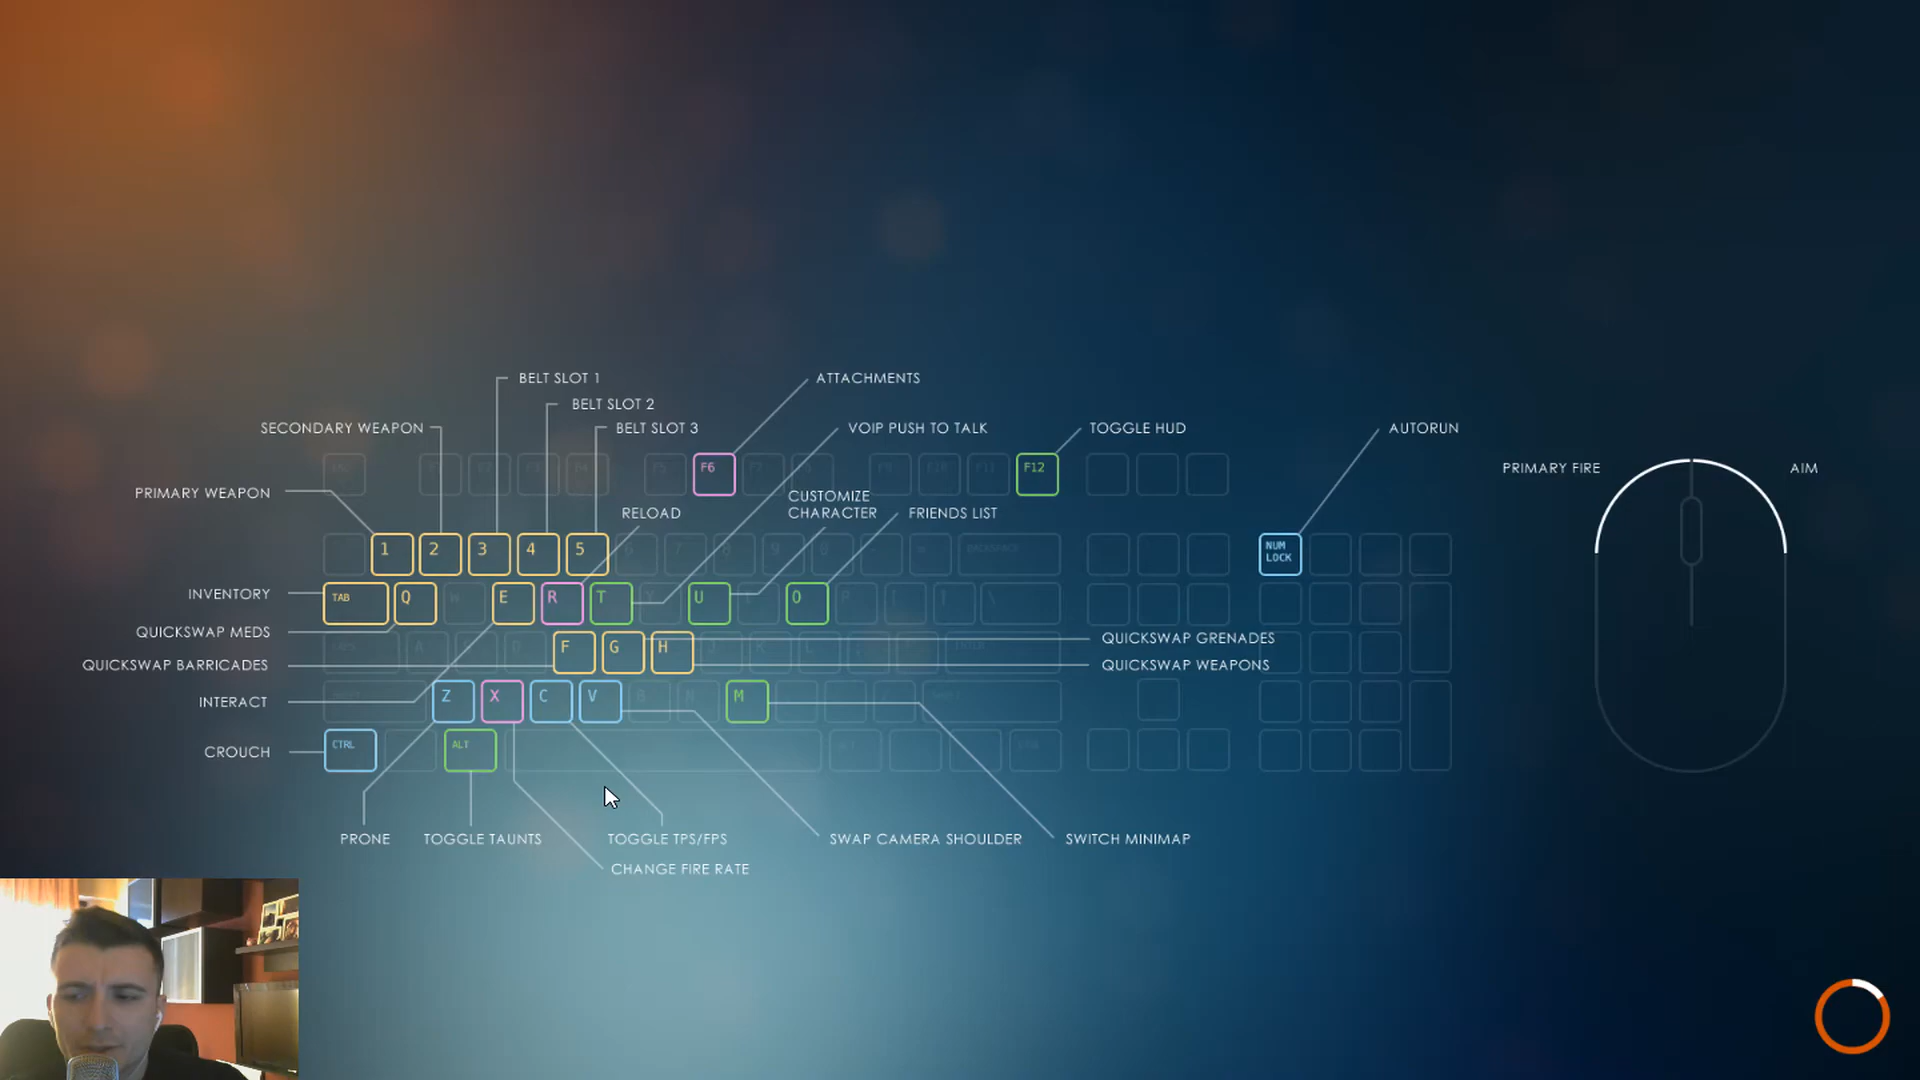 BELT SLOT 1
ATTACHMENTS
BELT SLOT 2
SECONDARY WEAPON
BELT SLOT 3
VOIP PUSH TO TALK
TOGGLE HUD
AUTORUN
F6
F12
PRIMARY FIRE
AIM
PRIMARY WEAPON
CUSTOMIZE
CHARACTER
RELOAD
FRIENDS LIST
1 2 3 4 5
BACKSPACE
NUM
LOCK
INVENTORY
TAB Q E R T U O
QUICKSWAP MEDS
QUICKSWAP GRENADES
F G H
QUICKSWAP BARRICADES
QUICKSWAP WEAPONS
INTERACT
Z X C V M
CROUCH
CTRL ALT
PRONE
TOGGLE TAUNTS
TOGGLE TPS/FPS
SWAP CAMERA SHOULDER
SWITCH MINIMAP
CHANGE FIRE RATE